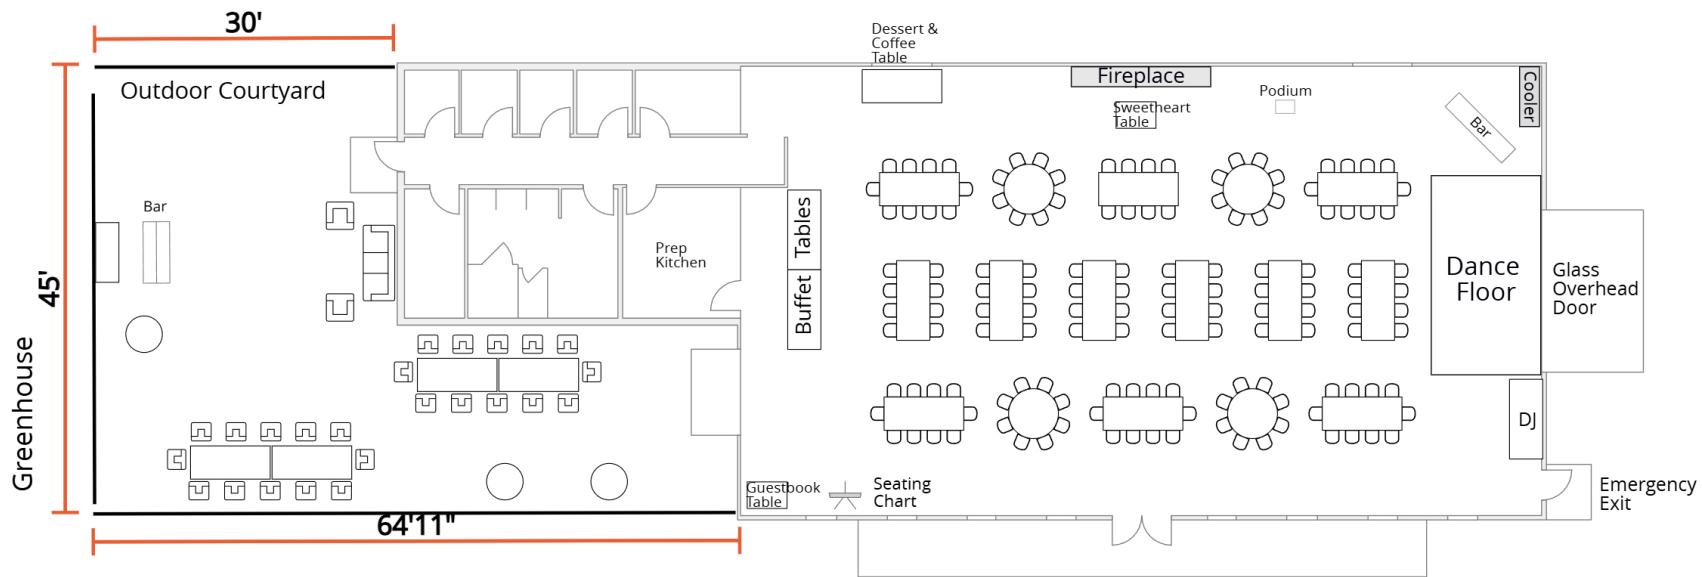 30'
Dessert &
Coffee
Table
Outdoor Courtyard
Fireplace
Cooler
Sweetheart
Table
Podium
Bar
Bar
Prep
Kitchen
Buffet Tables
Dance
Floor
Glass
Overhead
Door
45'
Greenhouse
DJ
Guestbook
Table
Seating
Chart
Emergency
Exit
64'11"